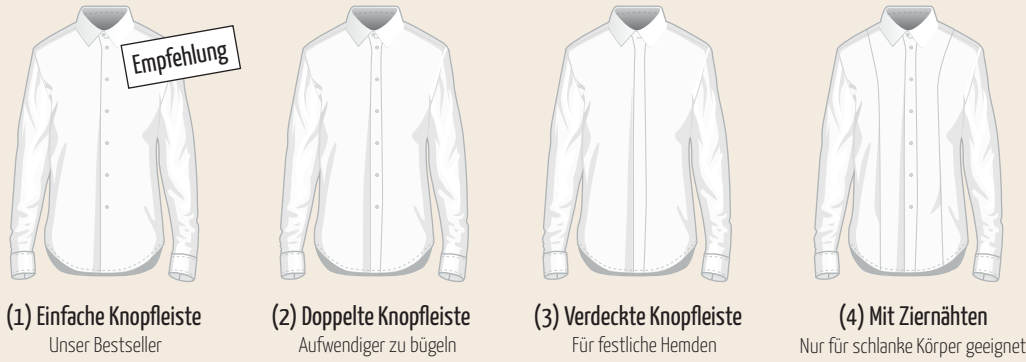 Empfehlung
(1) Einfache Knopfleiste
Unser Bestseller
(2) Doppelte Knopfleiste
Aufwendiger zu bügeln
(3) Verdeckte Knopfleiste
Für festliche Hemden
(4) Mit Ziernähten
Nur für schlanke Körper geeignet